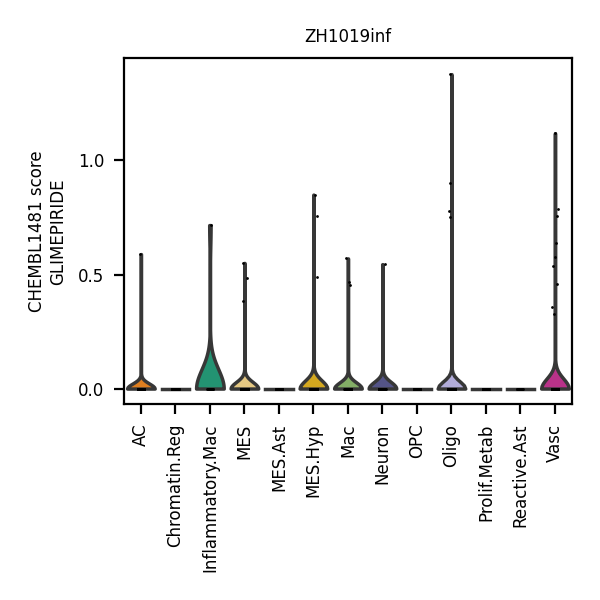 ZH1019inf
CHEMBL1481 score
GLIMEPIRIDE
1.0
0.5
0.0
AC
Chromatin.Reg
Inflammatory.Mac
MES
MES.Ast
MES.Hyp
Mac
Neuron
OPC
Oligo
Prolif.Metab
Reactive.Ast
Vasc